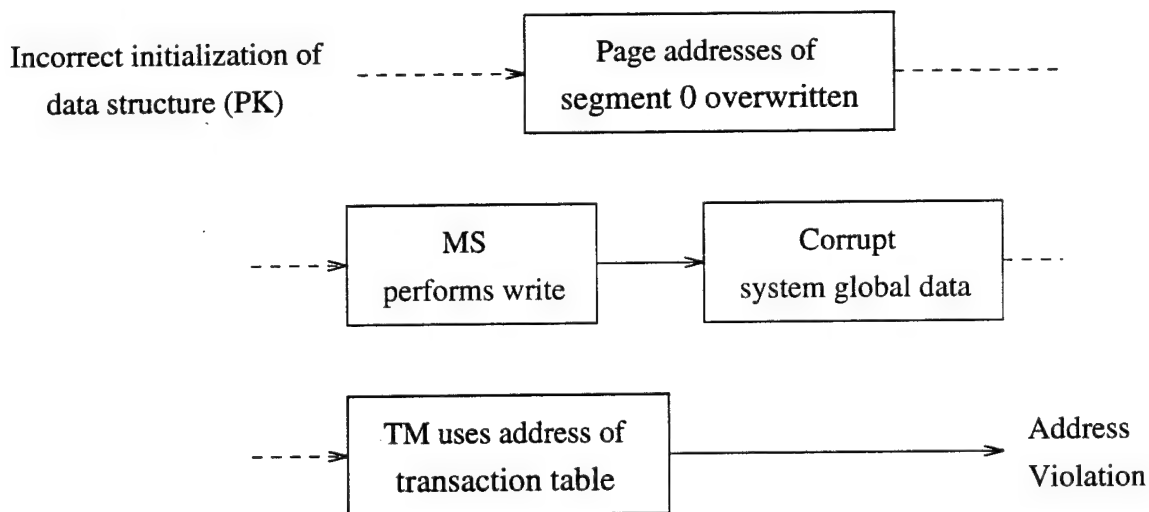 Incorrect initialization of
data structure (PK)
Page addresses of
segment 0 overwritten
MS
performs write
Corrupt
system global data
TM uses address of
transaction table
Address
Violation